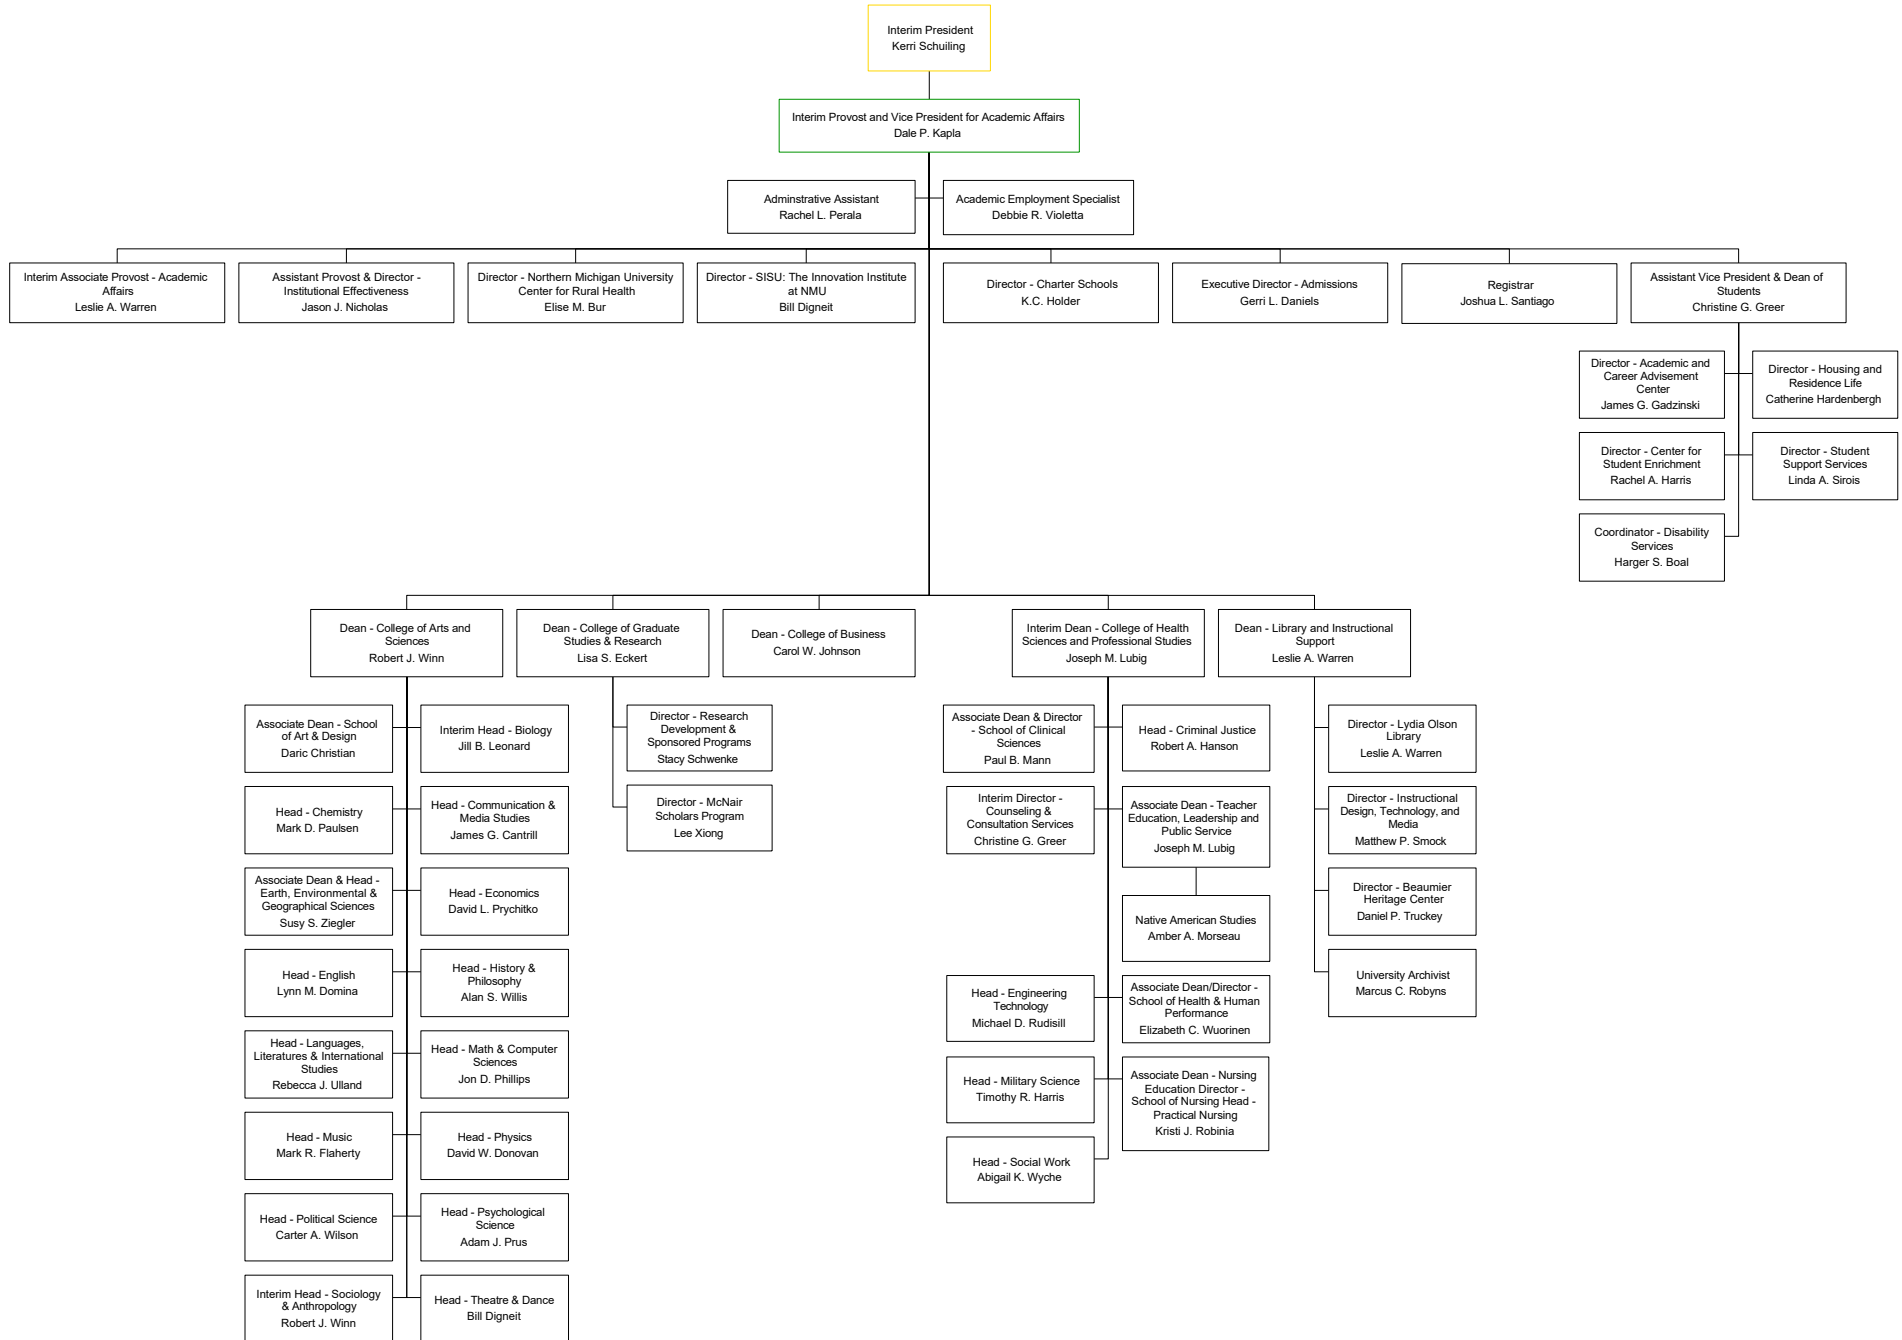 Interim President
Kerri Schuiling
Interim Provost and Vice President for Academic Affairs
Dale P. Kapla
Adminstrative Assistant
Rachel L. Perala
Academic Employment Specialist
Debbie R. Violetta
Interim Associate Provost - Academic
Affairs
Leslie A. Warren
Assistant Provost & Director -
Institutional Effectiveness
Jason J. Nicholas
Director - Northern Michigan University
Center for Rural Health
Elise M. Bur
Director - SISU: The Innovation Institute
at NMU
Bill Digneit
Director - Charter Schools
K.C. Holder
Executive Director - Admissions
Gerri L. Daniels
Registrar
Joshua L. Santiago
Assistant Vice President & Dean of
Students
Christine G. Greer
Director - Academic and
Career Advisement
Center
James G. Gadzinski
Director - Housing and
Residence Life
Catherine Hardenbergh
Director - Center for
Student Enrichment
Rachel A. Harris
Director - Student
Support Services
Linda A. Sirois
Coordinator - Disability
Services
Harger S. Boal
Dean - College of Arts and
Sciences
Robert J. Winn
Dean - College of Graduate
Studies & Research
Lisa S. Eckert
Dean - College of Business
Carol W. Johnson
Interim Dean - College of Health
Sciences and Professional Studies
Joseph M. Lubig
Dean - Library and Instructional
Support
Leslie A. Warren
Associate Dean - School
of Art & Design
Daric Christian
Interim Head - Biology
Jill B. Leonard
Head - Chemistry
Mark D. Paulsen
Head - Communication &
Media Studies
James G. Cantrill
Associate Dean & Head -
Earth, Environmental &
Geographical Sciences
Susy S. Ziegler
Head - Economics
David L. Prychitko
Head - English
Lynn M. Domina
Head - History &
Philosophy
Alan S. Willis
Head - Languages,
Literatures & International
Studies
Rebecca J. Ulland
Head - Math & Computer
Sciences
Jon D. Phillips
Head - Music
Mark R. Flaherty
Head - Physics
David W. Donovan
Head - Political Science
Carter A. Wilson
Head - Psychological
Science
Adam J. Prus
Interim Head - Sociology
& Anthropology
Robert J. Winn
Head - Theatre & Dance
Bill Digneit
Director - Research
Development &
Sponsored Programs
Stacy Schwenke
Director - McNair
Scholars Program
Lee Xiong
Associate Dean & Director
- School of Clinical
Sciences
Paul B. Mann
Head - Criminal Justice
Robert A. Hanson
Interim Director -
Counseling &
Consultation Services
Christine G. Greer
Associate Dean - Teacher
Education, Leadership and
Public Service
Joseph M. Lubig
Native American Studies
Amber A. Morseau
Head - Engineering
Technology
Michael D. Rudisill
Associate Dean/Director -
School of Health & Human
Performance
Elizabeth C. Wuorinen
Head - Military Science
Timothy R. Harris
Associate Dean - Nursing
Education Director -
School of Nursing Head -
Practical Nursing
Kristi J. Robinia
Head - Social Work
Abigail K. Wyche
Director - Lydia Olson
Library
Leslie A. Warren
Director - Instructional
Design, Technology, and
Media
Matthew P. Smock
Director - Beaumier
Heritage Center
Daniel P. Truckey
University Archivist
Marcus C. Robyns